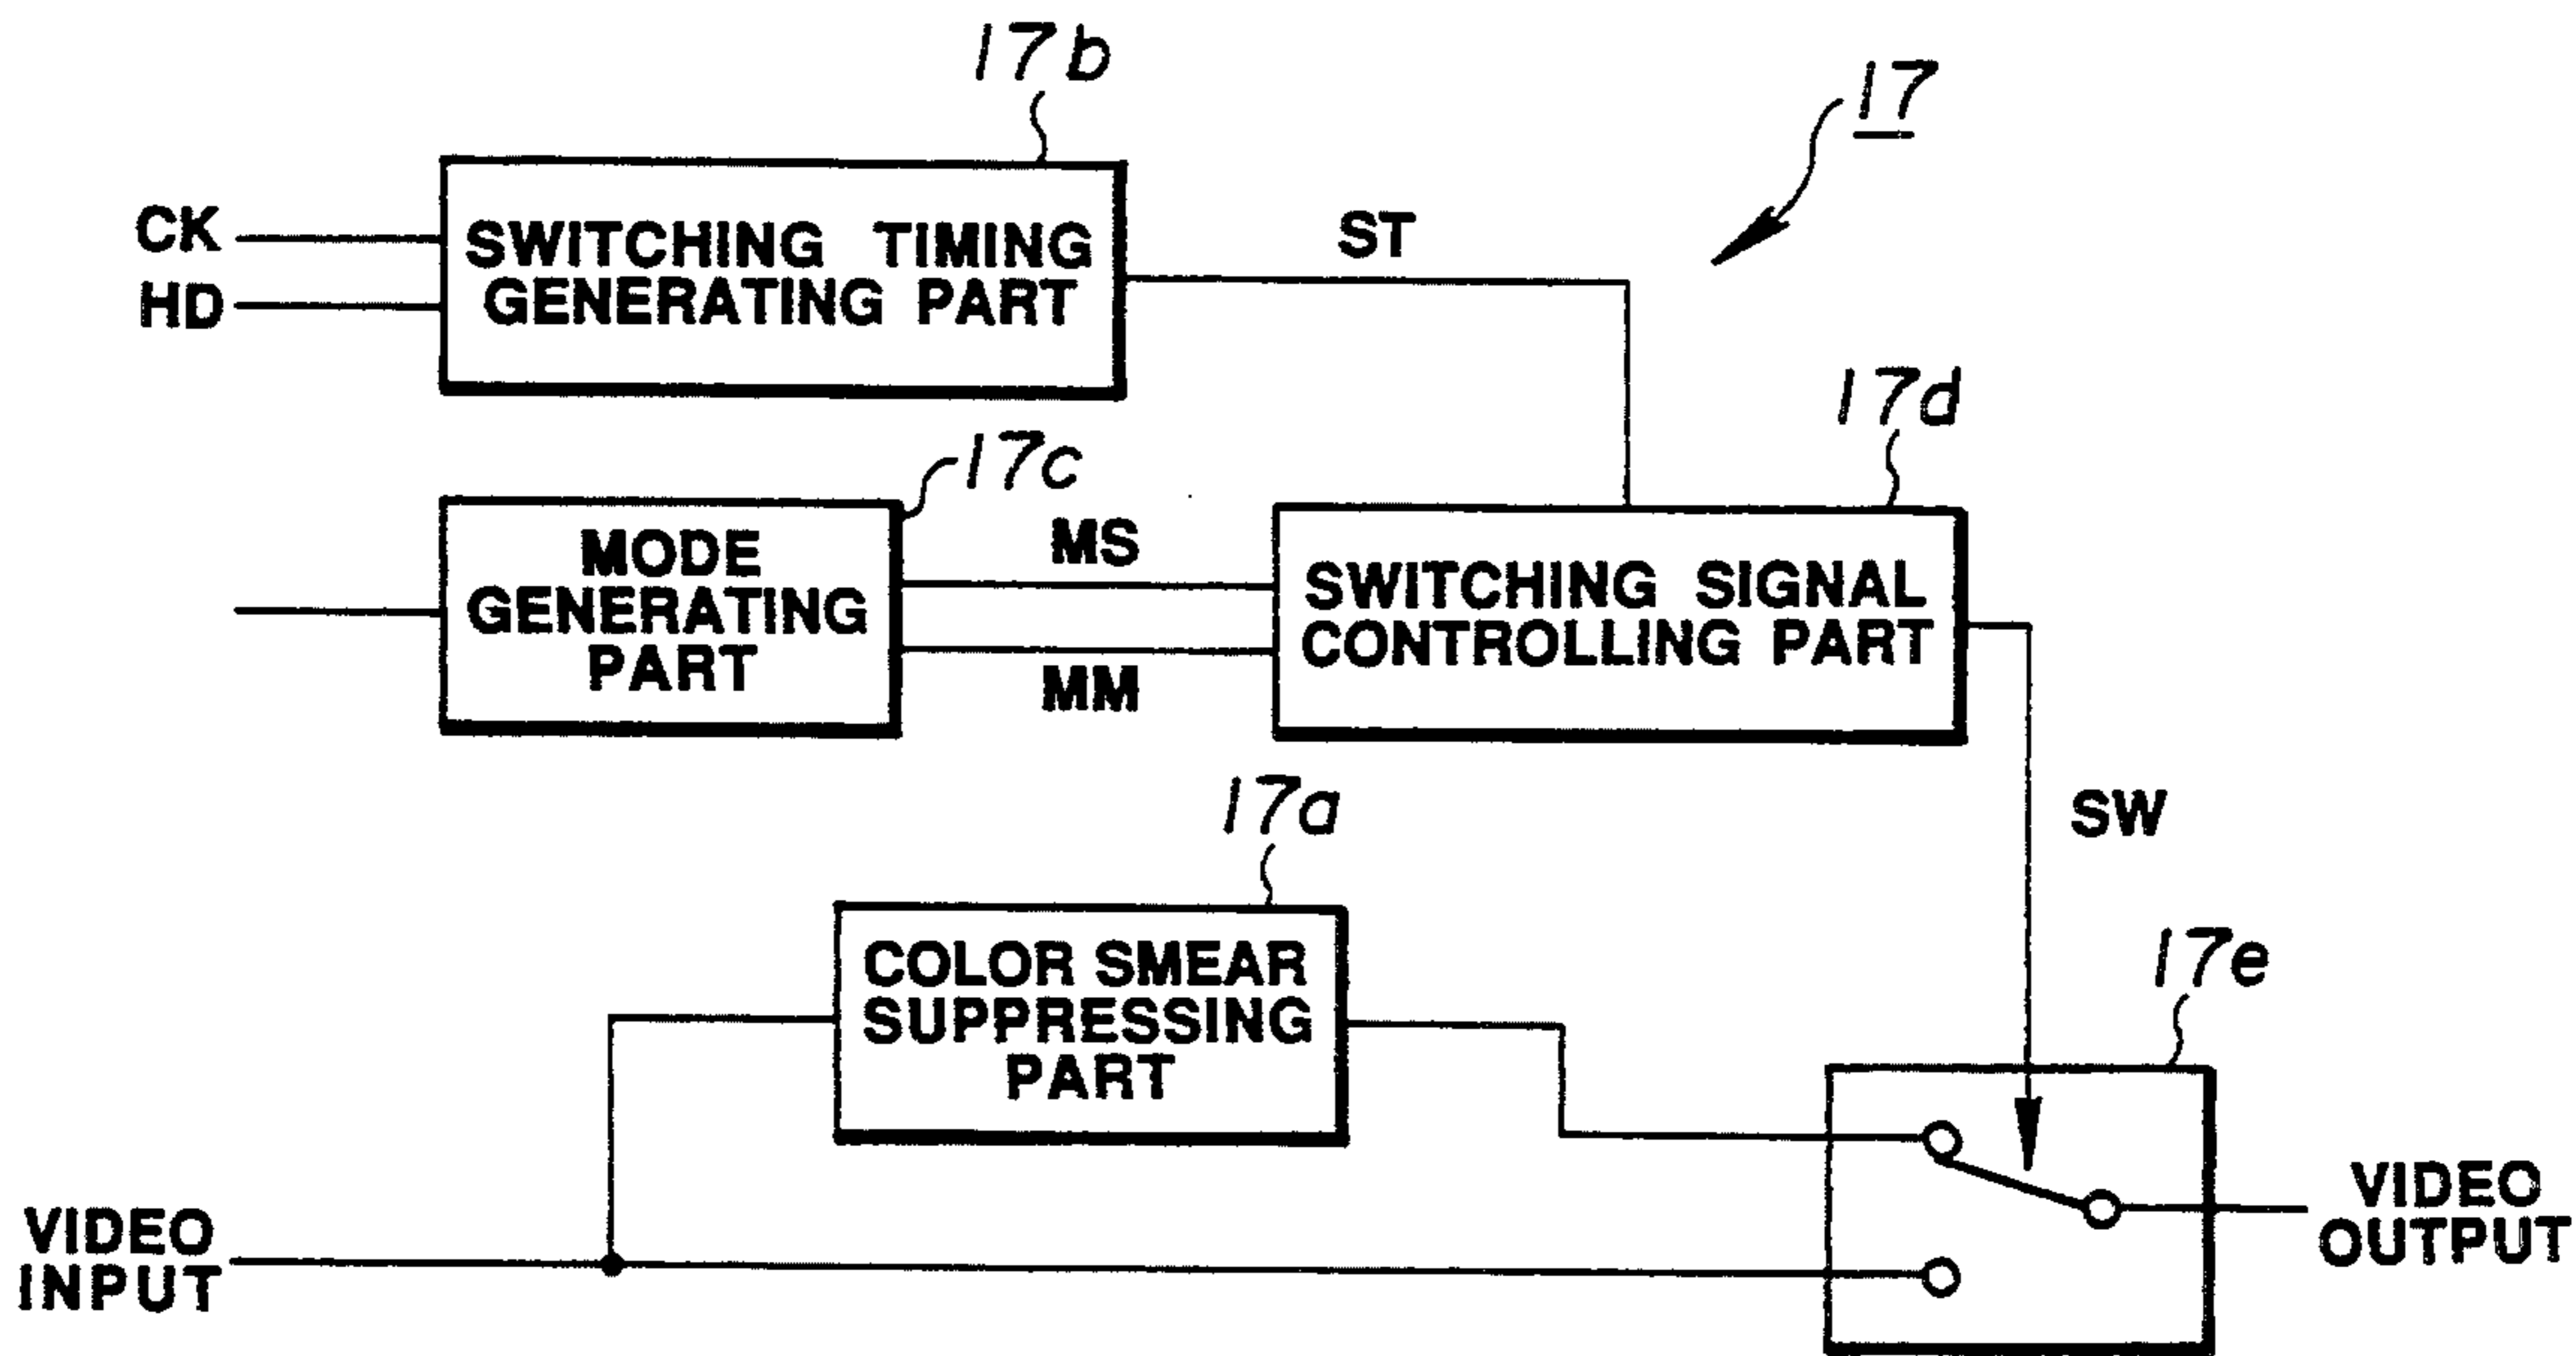 17b
17
CK
HD
SWITCHING TIMING
GENERATING PART
ST
17d
17c
MODE
GENERATING
PART
MS
MM
SWITCHING SIGNAL
CONTROLLING PART
17a
SW
COLOR SMEAR
SUPPRESSING
PART
17e
VIDEO
INPUT
VIDEO
OUTPUT